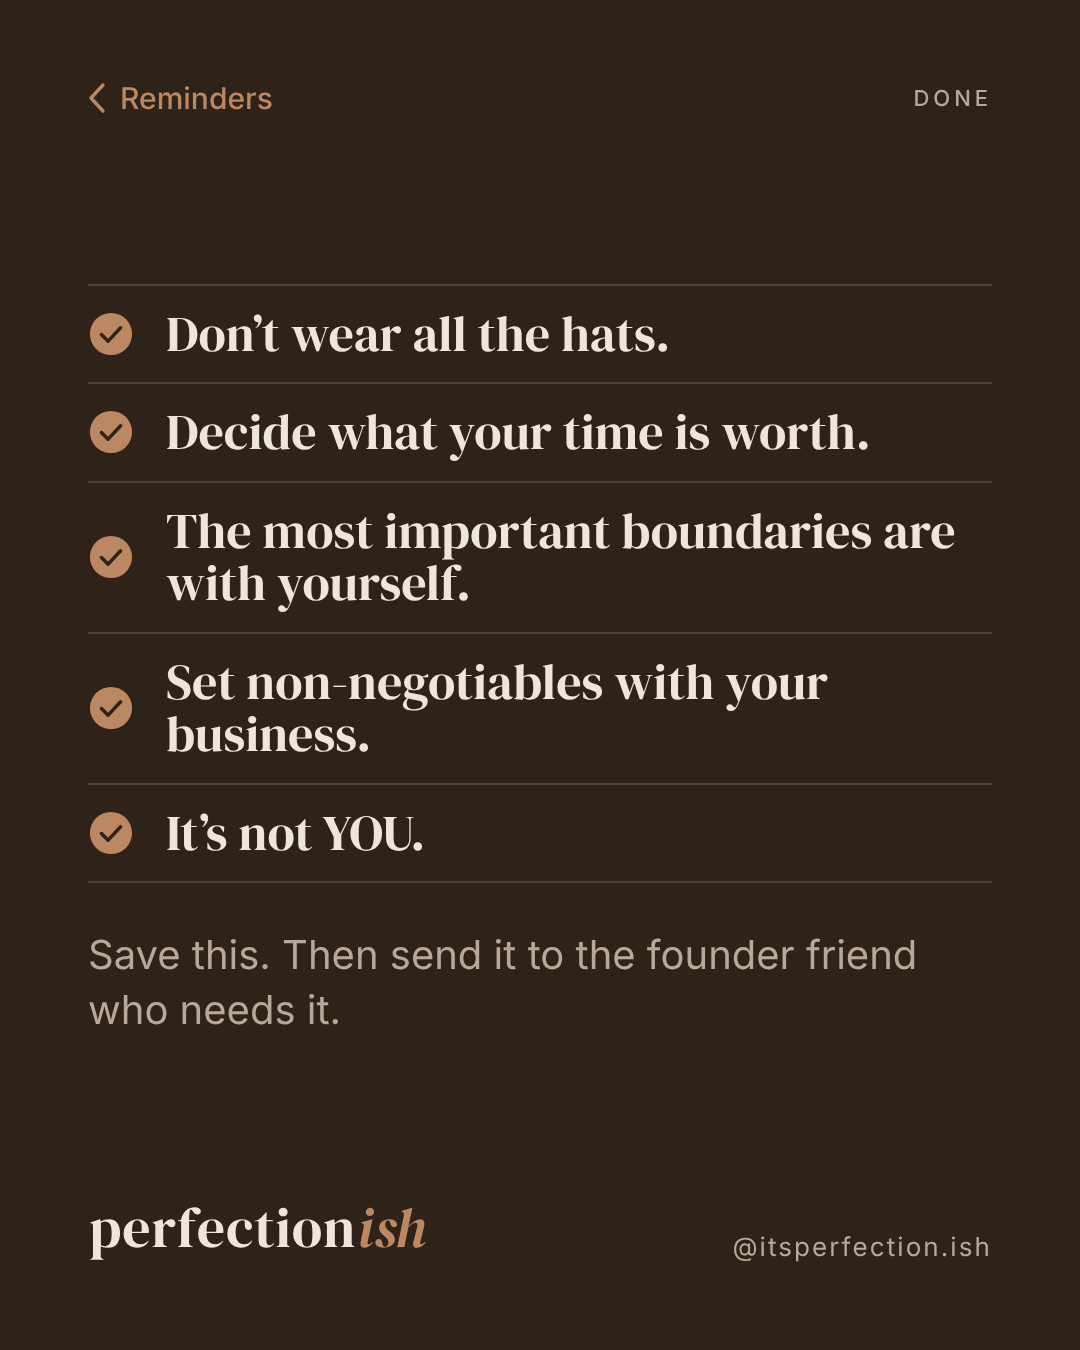 Reminders
DONE
Don’t wear all the hats.
Decide what your time is worth.
The most important boundaries are
with yourself.
Set non-negotiables with your
business.
It’s not YOU.
Save this. Then send it to the founder friend
who needs it.
perfectionish
@itsperfection.ish